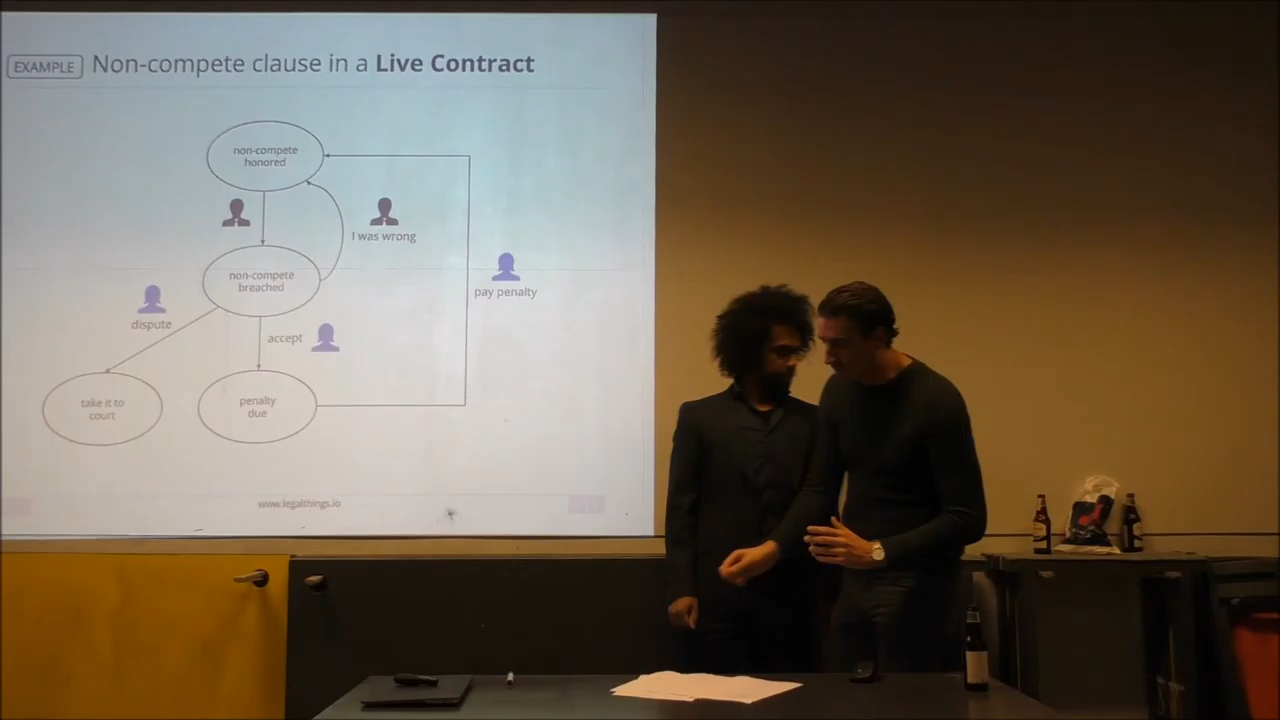 EXAMPLE Non-compete clause in a Live Contract
non-compete
honored
I was wrong
non-compete
breached
pay penalty
dispute
accept
take it to
court
penalty
due
www.legalthings.io